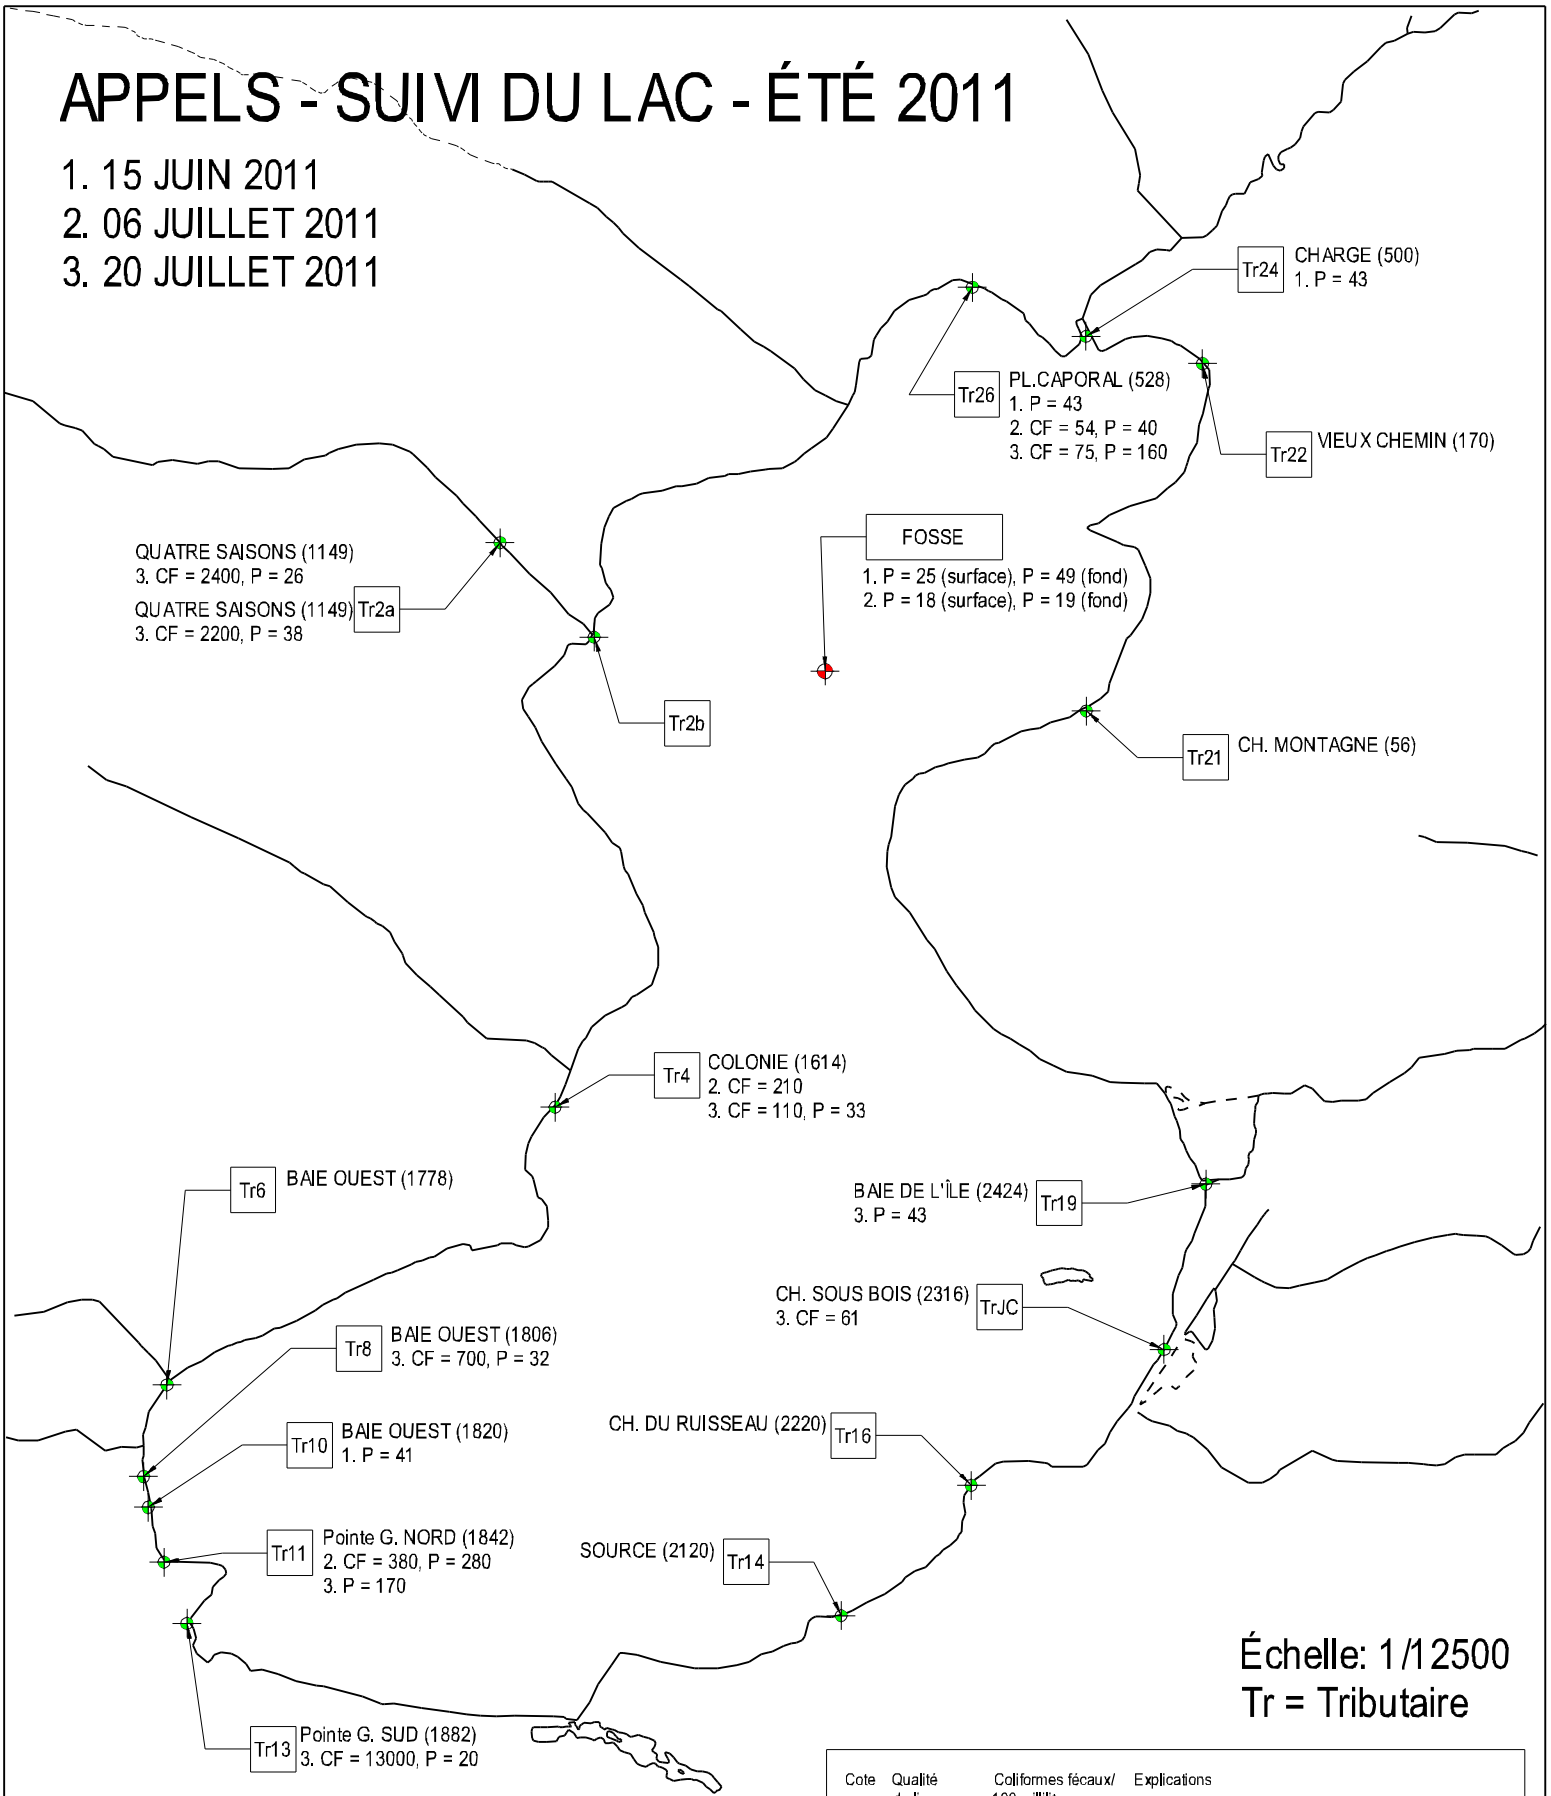 APPELS - SUIVI DU LAC - ÉTÉ 2011
1. 15 JUIN 2011
2. 06 JUILLET 2011
3. 20 JUILLET 2011
Tr24
CHARGE (500)
1. P = 43
Tr26
PL.CAPORAL (528)
1. P = 43
2. CF = 54, P = 40
3. CF = 75, P = 160
Tr22
VIEUX CHEMIN (170)
FOSSE
1. P = 25 (surface), P = 49 (fond)
2. P = 18 (surface), P = 19 (fond)
QUATRE SAISONS (1149)
3. CF = 2400, P = 26
QUATRE SAISONS (1149)
3. CF = 2200, P = 38
Tr2a
Tr2b
Tr21
CH. MONTAGNE (56)
Tr4
COLONIE (1614)
2. CF = 210
3. CF = 110, P = 33
Tr6
BAIE OUEST (1778)
BAIE DE L'ÎLE (2424)
3. P = 43
Tr19
CH. SOUS BOIS (2316)
3. CF = 61
TrJC
Tr8
BAIE OUEST (1806)
3. CF = 700, P = 32
Tr10
BAIE OUEST (1820)
1. P = 41
CH. DU RUISSEAU (2220)
Tr16
Tr11
Pointe G. NORD (1842)
2. CF = 380, P = 280
3. P = 170
SOURCE (2120)
Tr14
Tr13
Pointe G. SUD (1882)
3. CF = 13000, P = 20
Échelle: 1/12500
Tr = Tributaire
Cote Qualité Coliformes fécaux/ Explications